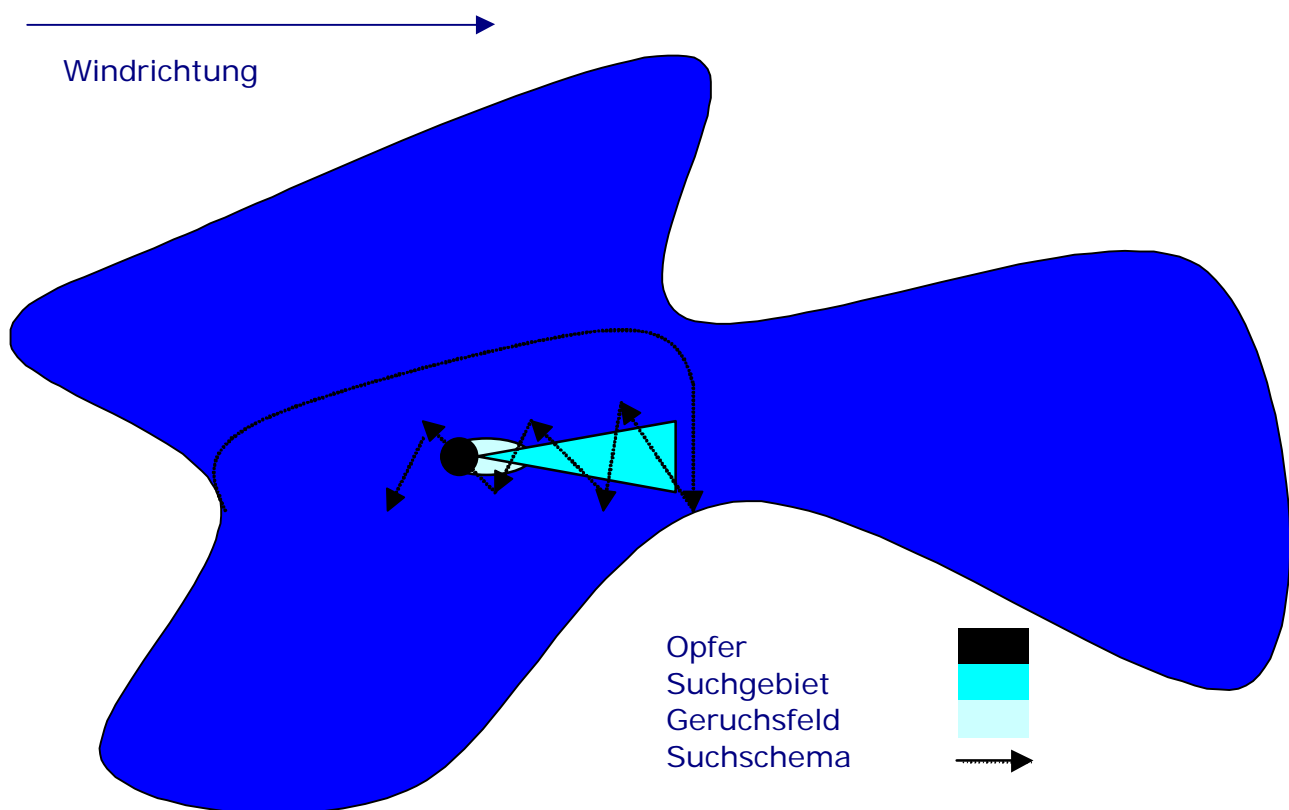 Windrichtung
Opfer
Suchgebiet
Geruchsfeld
Suchschema